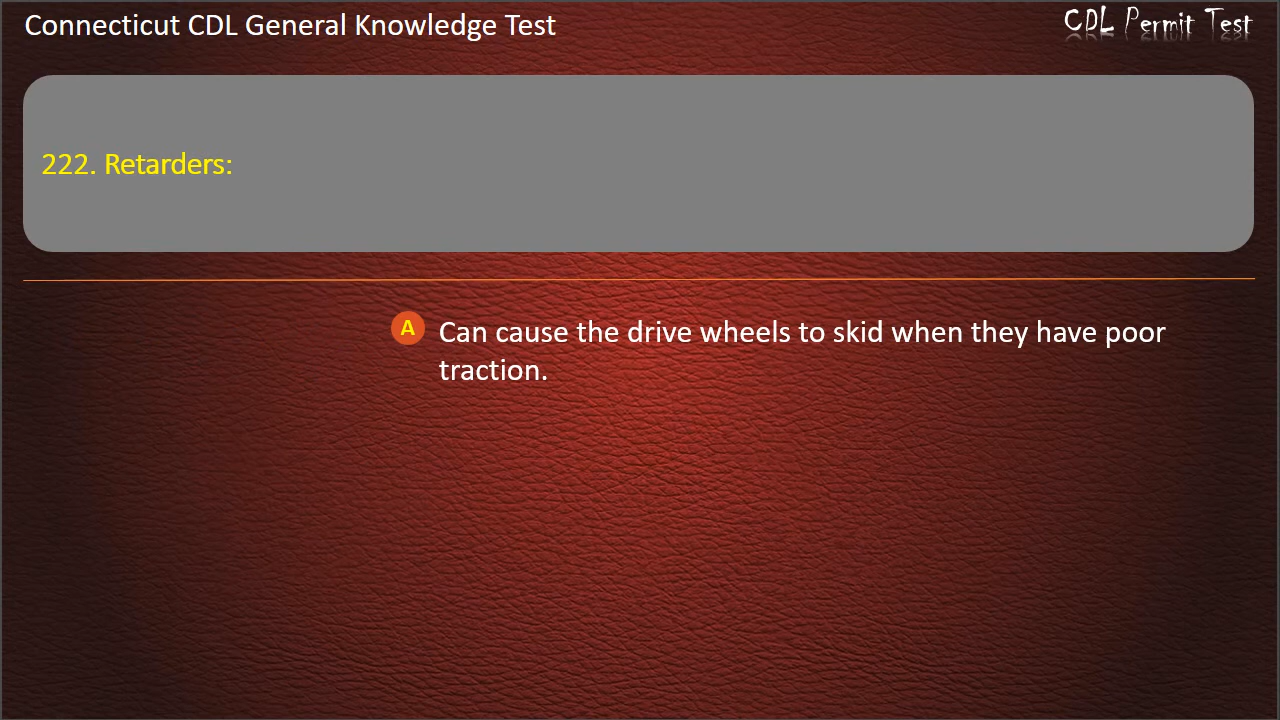 Connecticut CDL General Knowledge Test
CDL Permit Test
222. Retarders:
A Can cause the drive wheels to skid when they have poor
traction.